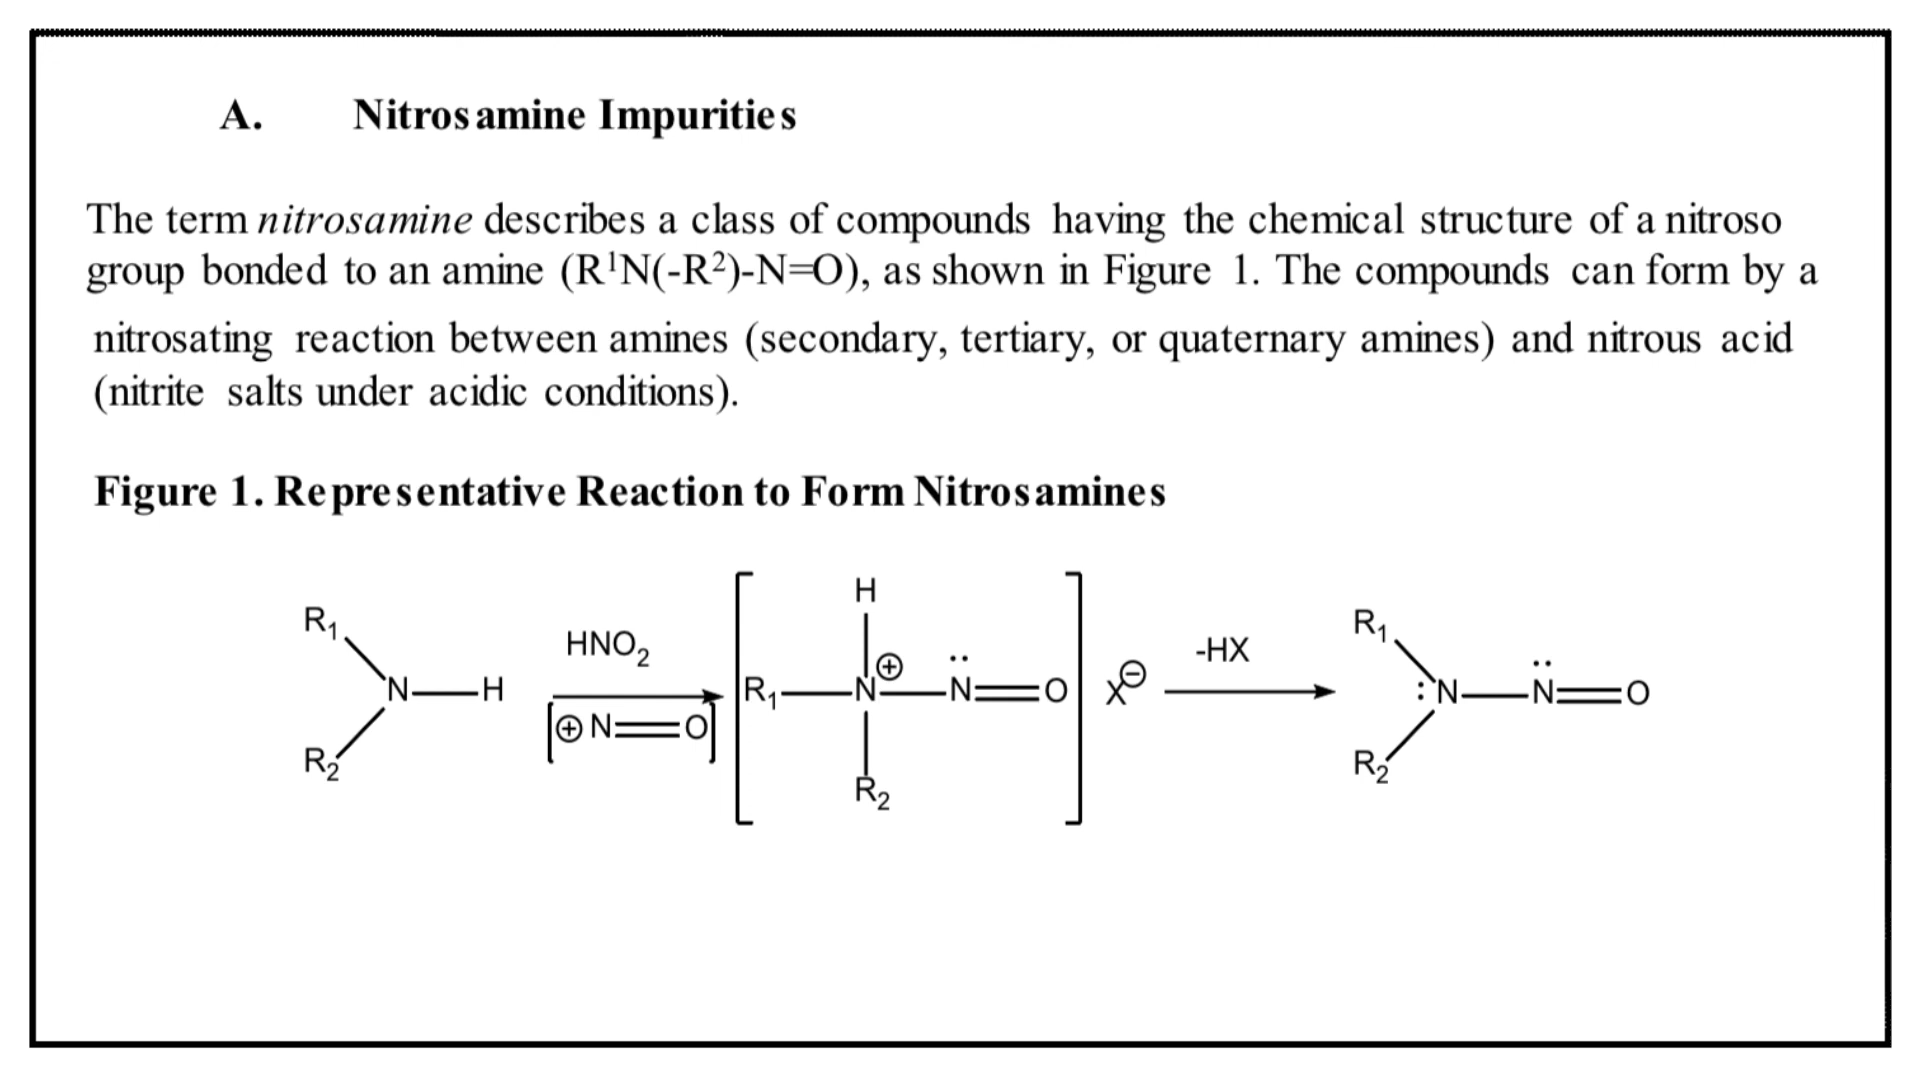 A. Nitrosamine Impurities
The term nitrosamine describes a class of compounds having the chemical structure of a nitroso
group bonded to an amine (R¹N(-R²)-N=O), as shown in Figure 1. The compounds can form by a
nitrosating reaction between amines (secondary, tertiary, or quaternary amines) and nitrous acid
(nitrite salts under acidic conditions).
Figure 1. Representative Reaction to Form Nitrosamines
R₁ R₂ N—H
HNO₂
[⊕N=O]
[R₁—N⊕(H)(R₂)—N̈=O] X⊖
-HX
R₁ R₂ :N—N̈=O